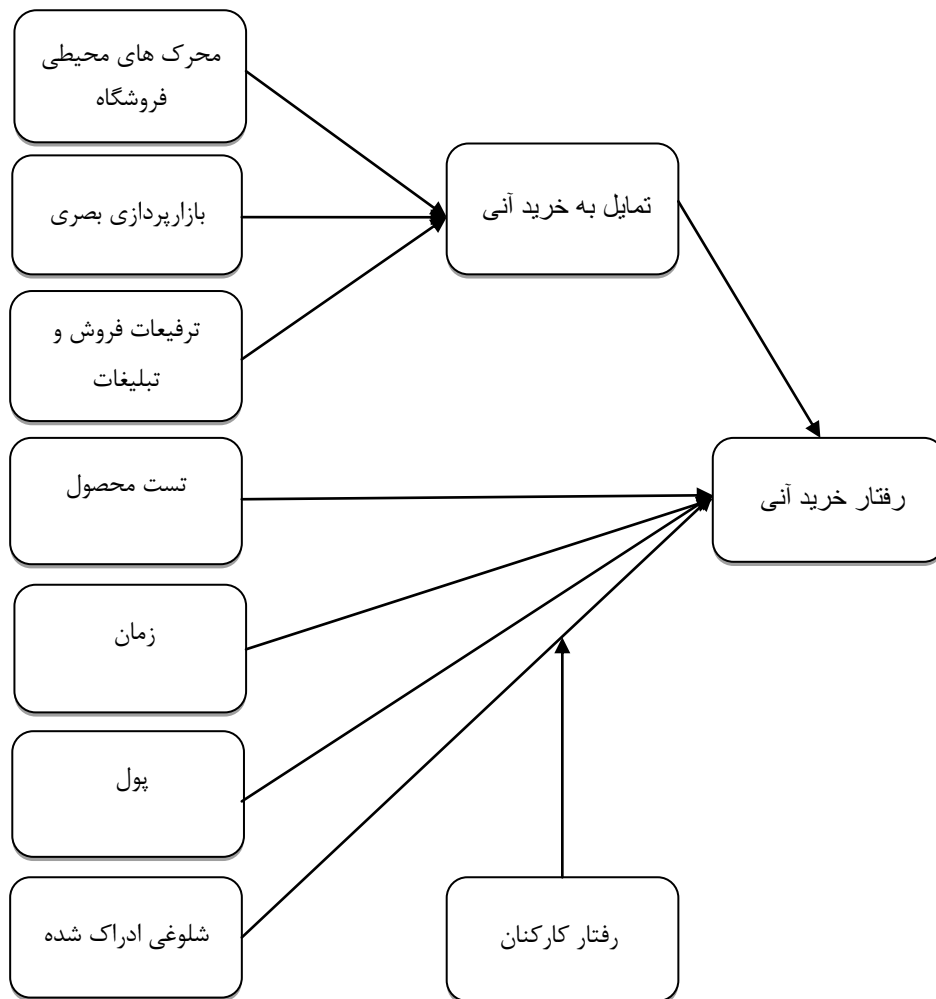 محرک های محیطی
فروشگاه
بازارپردازی بصری
تمایل به خرید آنی
ترفیعات فروش و
تبلیغات
تست محصول
رفتار خرید آنی
زمان
پول
شلوغی ادراک شده
رفتار کارکنان